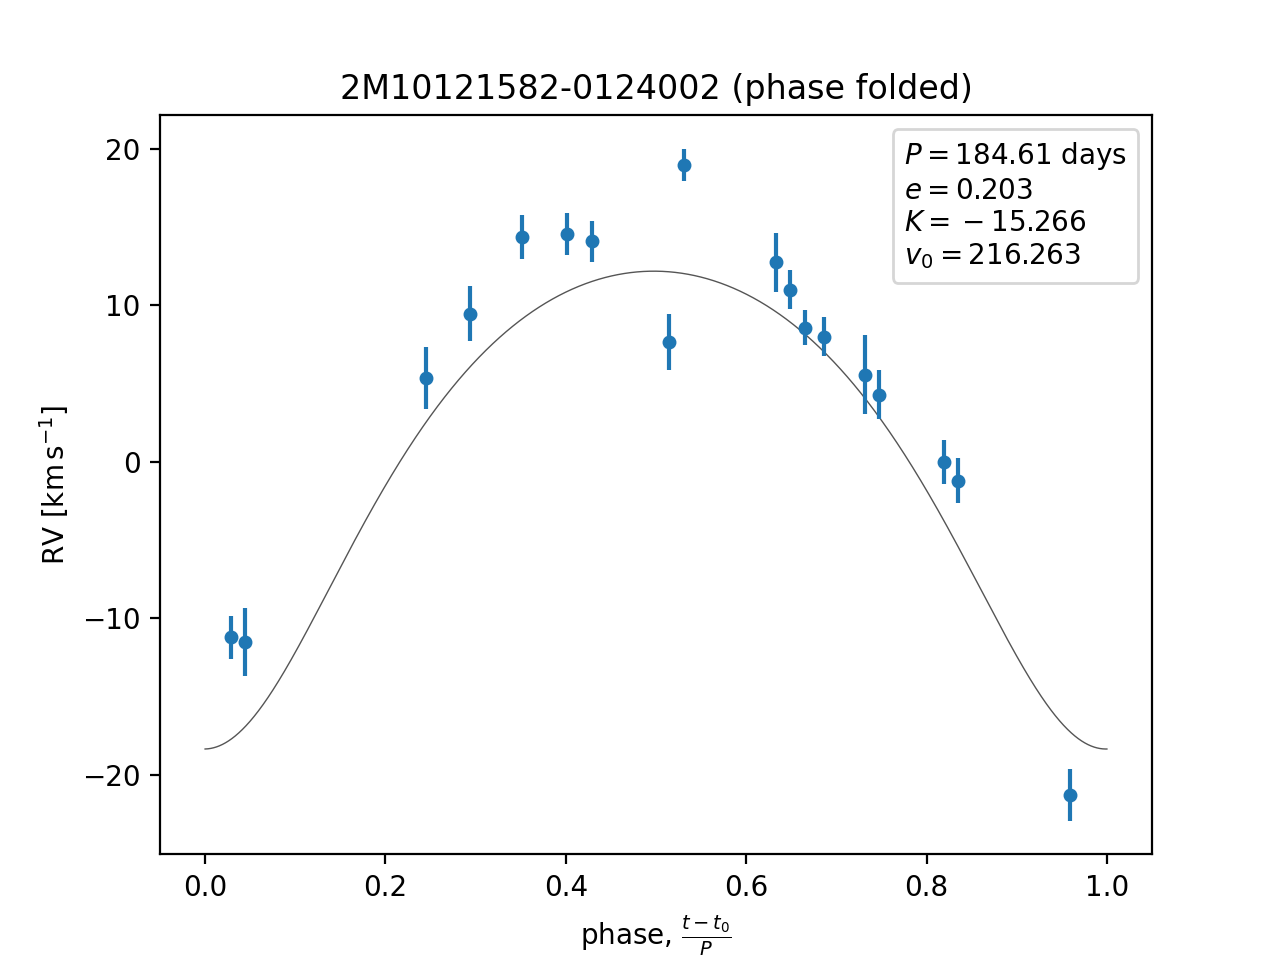 2M10121582-0124002 (phase folded)
P = 184.61 days
e = 0.203
K = −15.266
v₀ = 216.263
20
10
0
−10
−20
RV [km s⁻¹]
0.0 0.2 0.4 0.6 0.8 1.0
phase, (t − t₀)/P